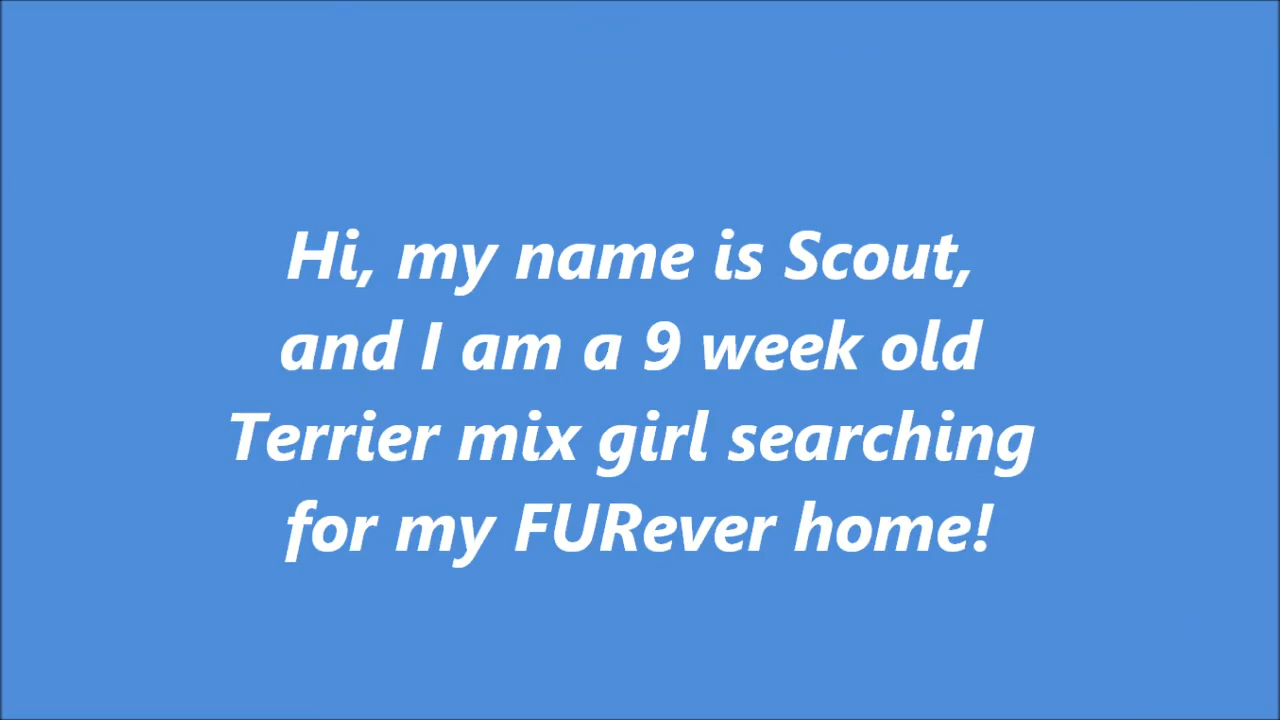 Hi, my name is Scout,
and I am a 9 week old
Terrier mix girl searching
for my FURever home!